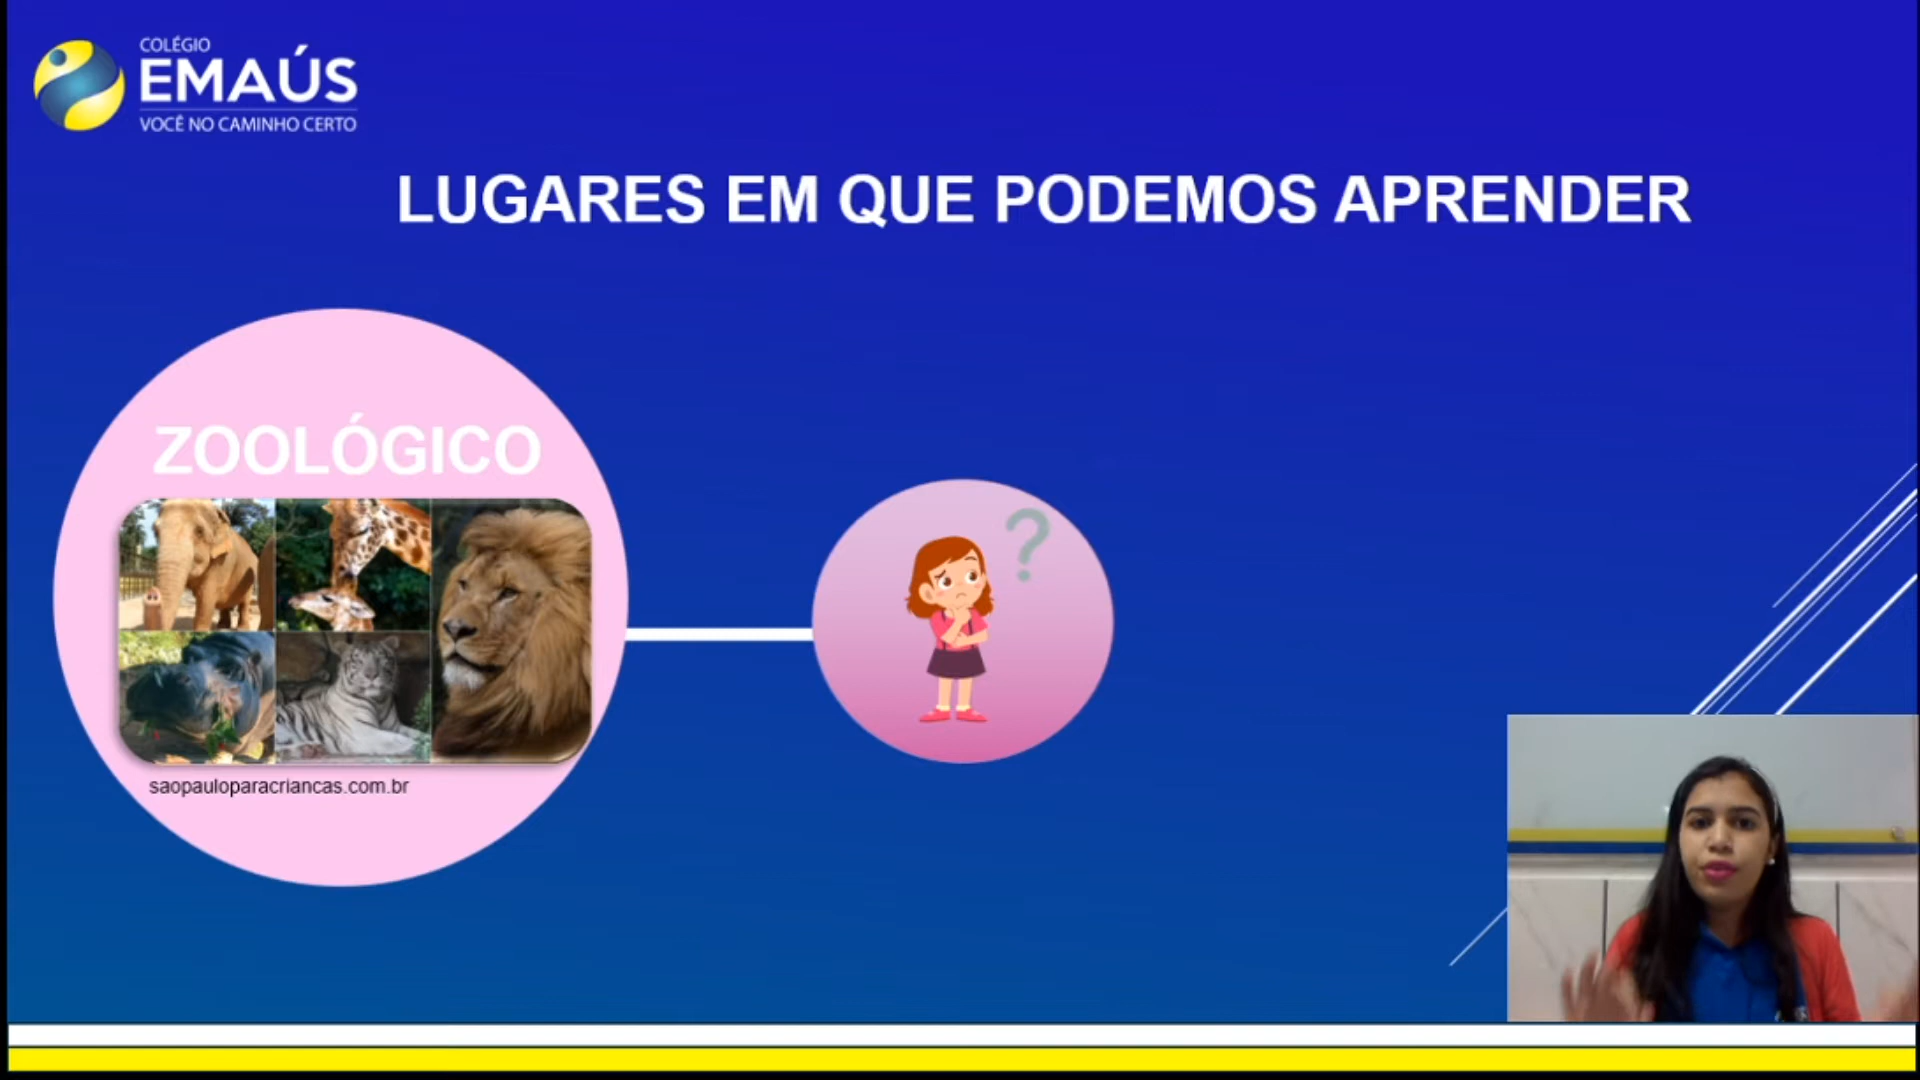 COLÉGIO
EMAÚS
VOCÊ NO CAMINHO CERTO
LUGARES EM QUE PODEMOS APRENDER
ZOOLÓGICO
saopauloparacriancas.com.br
?